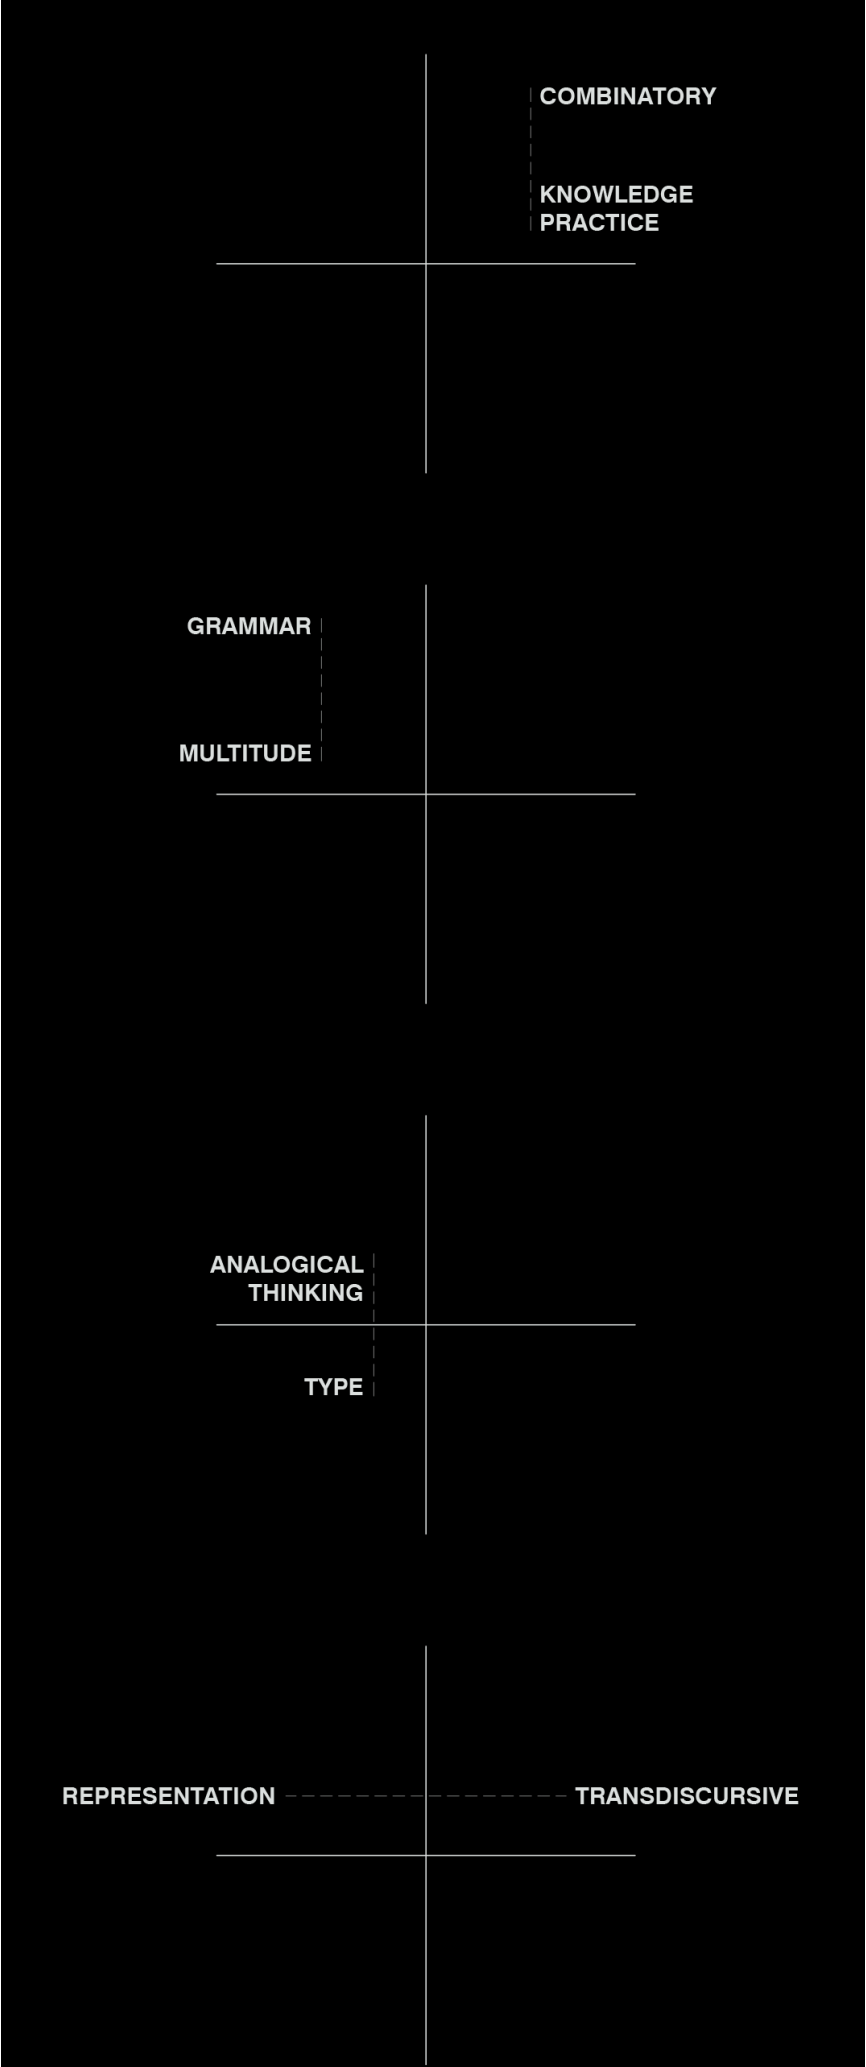 COMBINATORY
KNOWLEDGE
PRACTICE
GRAMMAR
MULTITUDE
ANALOGICAL
THINKING
TYPE
REPRESENTATION
TRANSDISCURSIVE